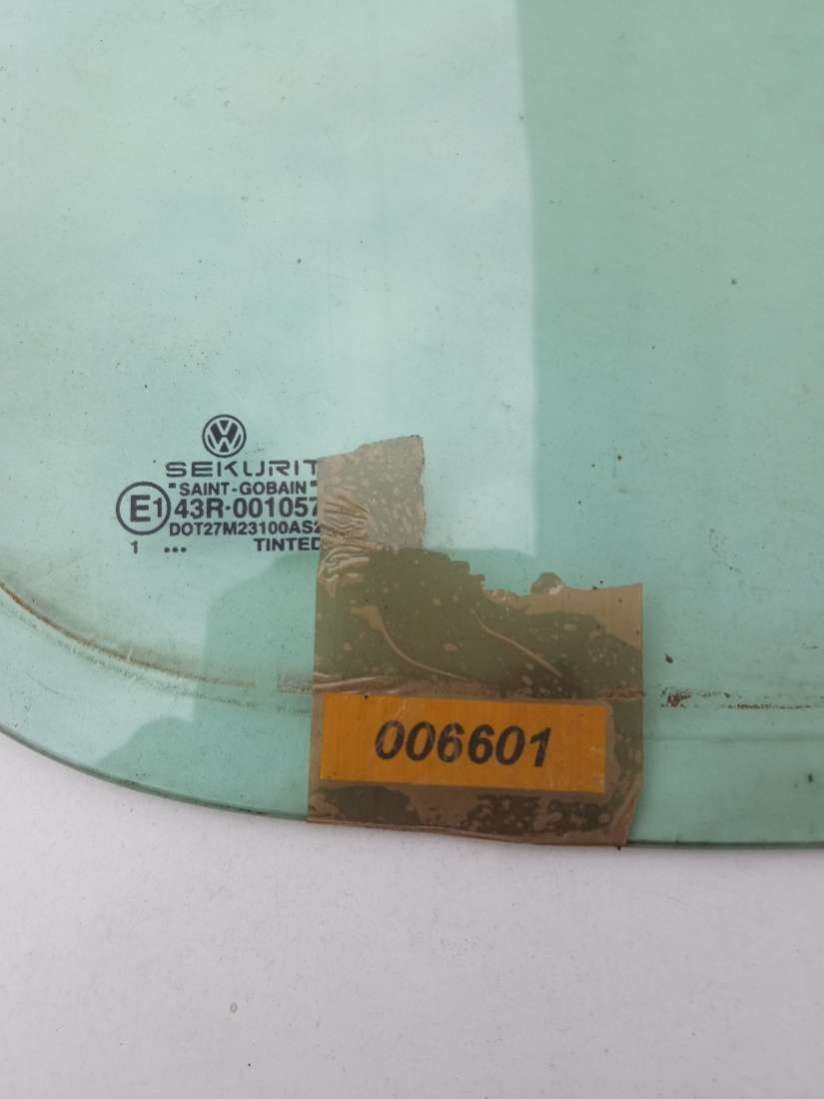 SEKURIT
"SAINT-GOBAIN"
E1 43R-001057
DOT27M23100AS2
1 ... TINTED
006601